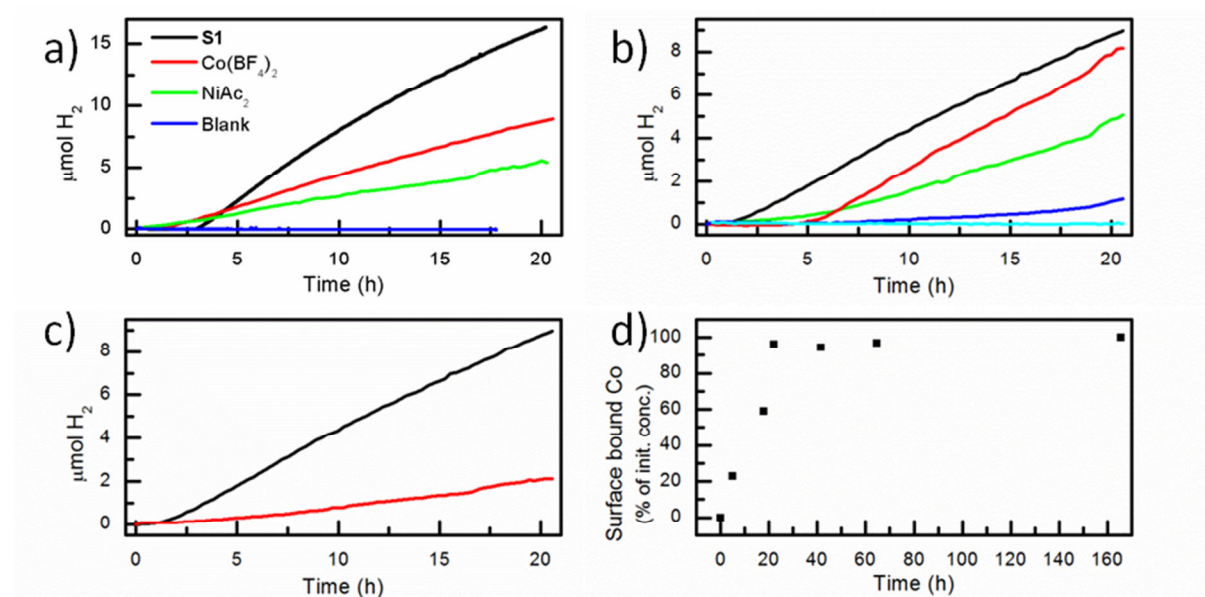 a)
S1
Co(BF₄)₂
NiAc₂
Blank
15
10
5
0
μmol H₂
0 5 10 15 20
Time (h)
b)
8
6
4
2
0
μmol H₂
0 5 10 15 20
Time (h)
c)
8
6
4
2
0
μmol H₂
0 5 10 15 20
Time (h)
d)
100
80
60
40
20
0
Surface bound Co
(% of init. conc.)
0 20 40 60 80 100 120 140 160
Time (h)